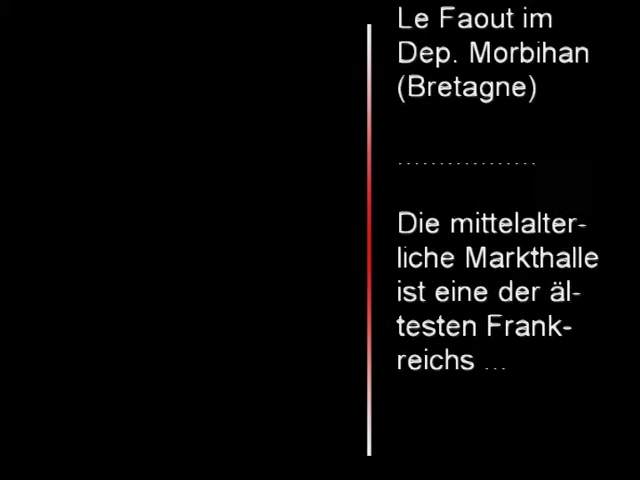 Le Faout im
Dep. Morbihan
(Bretagne)
.................
Die mittelalter-
liche Markthalle
ist eine der äl-
testen Frank-
reichs ...